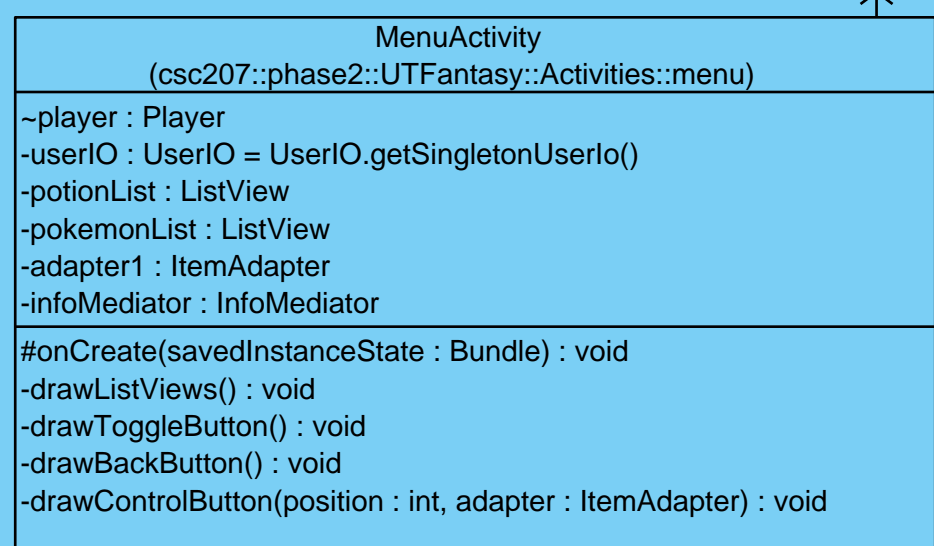 MenuActivity
(csc207::phase2::UTFantasy::Activities::menu)
~player : Player
-userIO : UserIO = UserIO.getSingletonUserIo()
-potionList : ListView
-pokemonList : ListView
-adapter1 : ItemAdapter
-infoMediator : InfoMediator
#onCreate(savedInstanceState : Bundle) : void
-drawListViews() : void
-drawToggleButton() : void
-drawBackButton() : void
-drawControlButton(position : int, adapter : ItemAdapter) : void